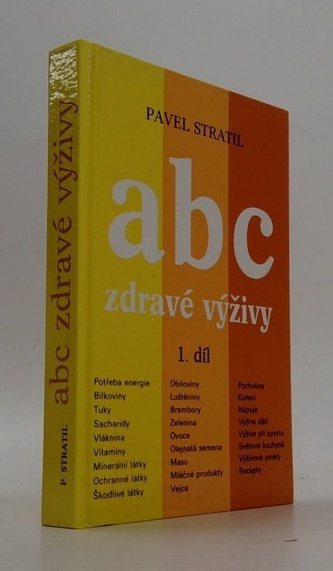 P. STRATIL abc zdravé výživy
PAVEL STRATIL
abc
zdravé výživy
1. díl
Potřeba energie
Bílkoviny
Tuky
Sacharidy
Vláknina
Vitaminy
Minerální látky
Ochranné látky
Škodlivé látky
Obiloviny
Luštěniny
Brambory
Zelenina
Ovoce
Olejnatá semena
Maso
Mléčné produkty
Vejce
Pochutiny
Koření
Nápoje
Výživa dětí
Výživa při sportu
Světové kuchyně
Výživové směry
Recepty